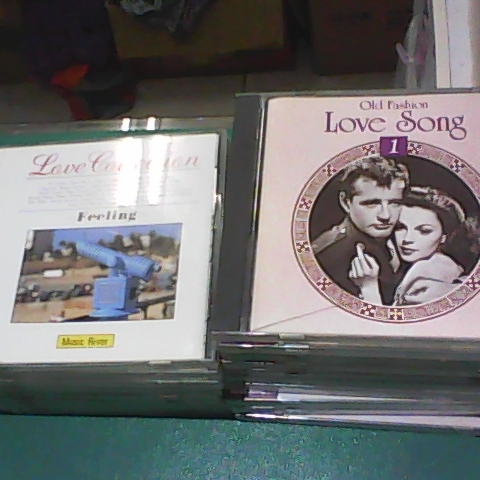 Love Collection
Feeling
Music River
Old Fashion
Love Song
1